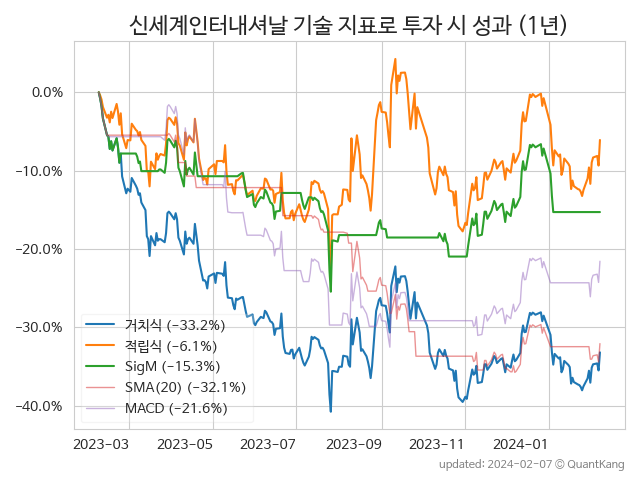 신세계인터내셔날 기술 지표로 투자 시 성과 (1년)
0.0%
−10.0%
−20.0%
−30.0%
−40.0%
거치식 (−33.2%)
적립식 (−6.1%)
SigM (−15.3%)
SMA(20) (−32.1%)
MACD (−21.6%)
2023−03 2023−05 2023−07 2023−09 2023−11 2024−01
updated: 2024-02-07 © QuantKang